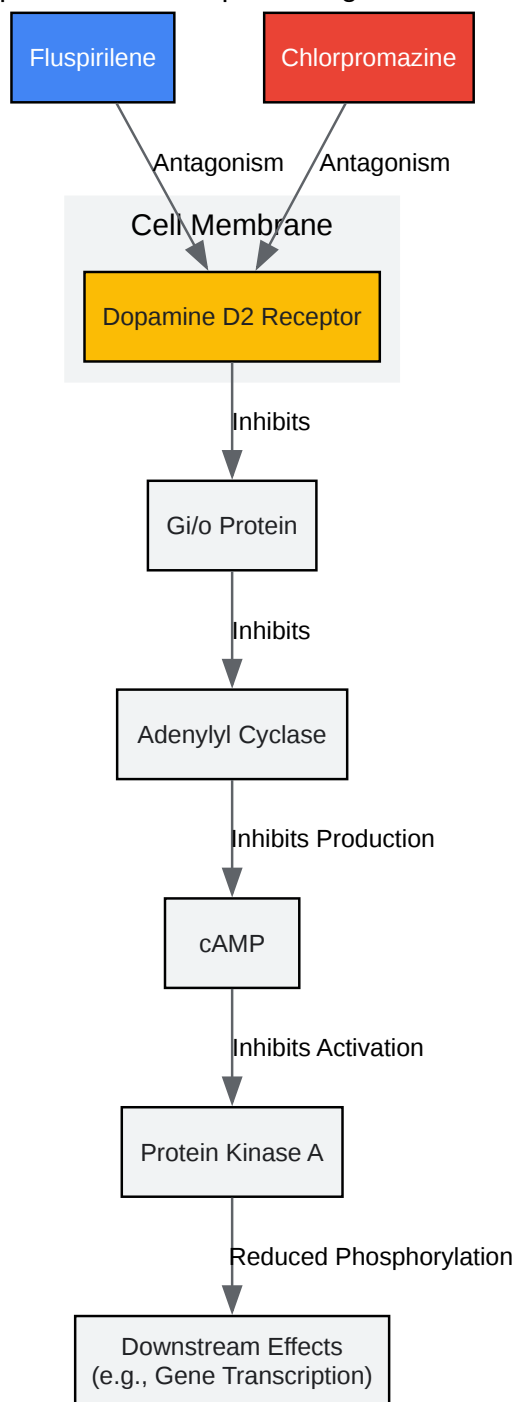 Fluspirilene
Chlorpromazine
Antagonism
Antagonism
Cell Membrane
Dopamine D2 Receptor
Inhibits
Gi/o Protein
Inhibits
Adenylyl Cyclase
Inhibits Production
cAMP
Inhibits Activation
Protein Kinase A
Reduced Phosphorylation
Downstream Effects
(e.g., Gene Transcription)